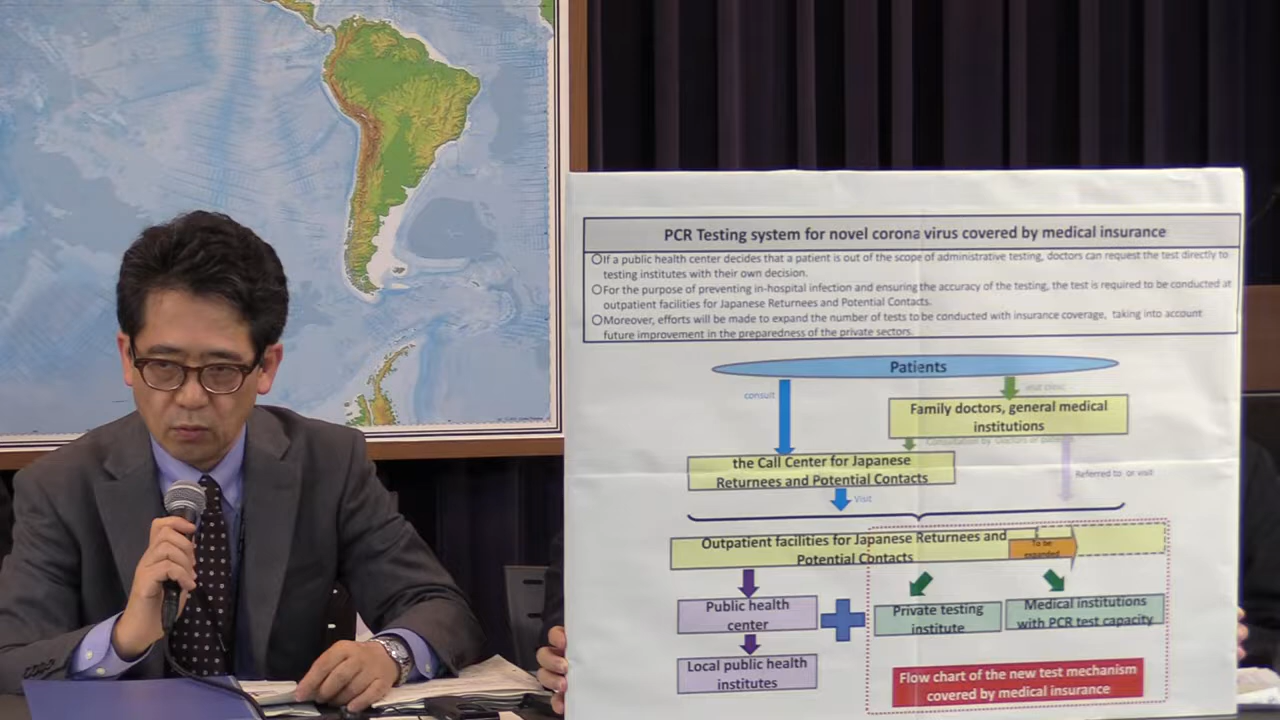 PCR Testing system for novel corona virus covered by medical insurance
○If a public health center decides that a patient is out of the scope of administrative testing, doctors can request the test directly to
testing institutes with their own decision.
○For the purpose of preventing in-hospital infection and ensuring the accuracy of the testing, the test is required to be conducted at
outpatient facilities for Japanese Returnees and Potential Contacts.
○Moreover, efforts will be made to expand the number of tests to be conducted with insurance coverage, taking into account
future improvement in the preparedness of the private sectors.
Patients
consult
visit clinic
Family doctors, general medical
institutions
Consultation by Doctors or patients
the Call Center for Japanese
Returnees and Potential Contacts
Referred to or visit
Visit
Outpatient facilities for Japanese Returnees and
Potential Contacts
To be
expanded
Public health
center
Private testing
institute
Medical institutions
with PCR test capacity
Local public health
institutes
Flow chart of the new test mechanism
covered by medical insurance